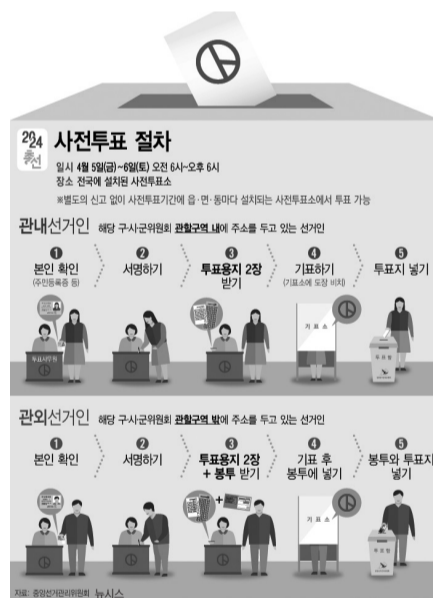 2024
총선
사전투표 절차
일시 4월 5일(금)~6일(토) 오전 6시~오후 6시
장소 전국에 설치된 사전투표소
※별도의 신고 없이 사전투표기간에 읍·면·동마다 설치되는 사전투표소에서 투표 가능
관내선거인 해당 구·시·군위원회 관할구역 내에 주소를 두고 있는 선거인
1 2 3 4 5
본인 확인 서명하기 투표용지 2장 기표하기 투표지 넣기
(주민등록증 등) 받기 (기표소에 도장 비치)
기표소
투표사무원
투표함
관외선거인 해당 구·시·군위원회 관할구역 밖에 주소를 두고 있는 선거인
1 2 3 4 5
본인 확인 서명하기 투표용지 2장 기표 후 봉투와 투표지
+ 봉투 받기 봉투에 넣기 넣기
+
기표소
투표함
자료: 중앙선거관리위원회 뉴시스